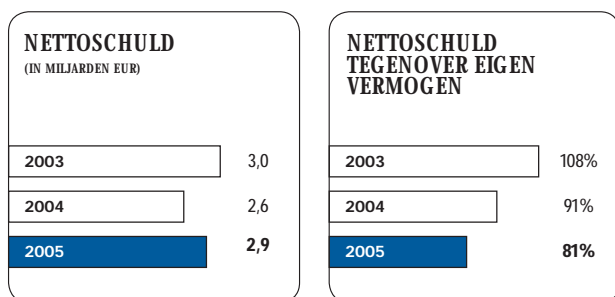 NETTOSCHULD
(IN MILJARDEN EUR)
2003 3,0
2004 2,6
2005 2,9
NETTOSCHULD
TEGENOVER EIGEN
VERMOGEN
2003 108%
2004 91%
2005 81%